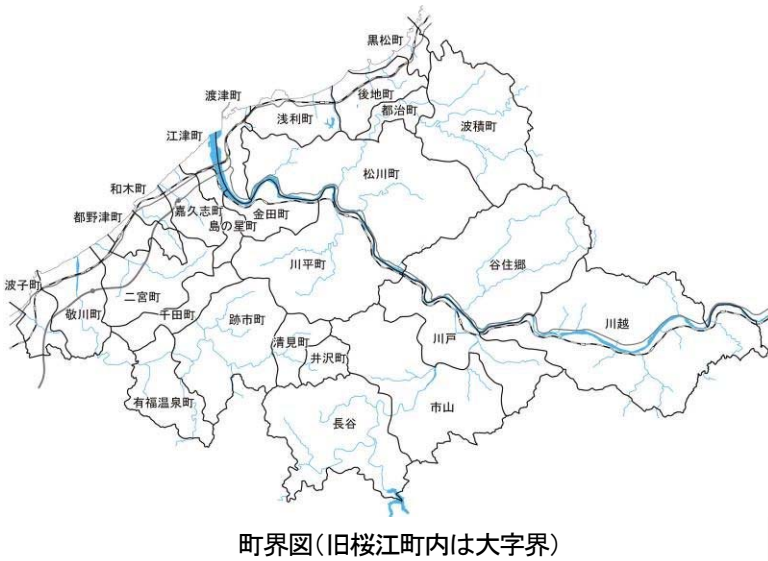 黒松町
後地町
渡津町
都治町
浅利町
波積町
江津町
松川町
和木町
嘉久志町
金田町
都野津町
島の星町
川平町
谷住郷
波子町
二宮町
敬川町
千田町
跡市町
川越
清見町
川戸
井沢町
有福温泉町
市山
長谷
町界図(旧桜江町内は大字界)